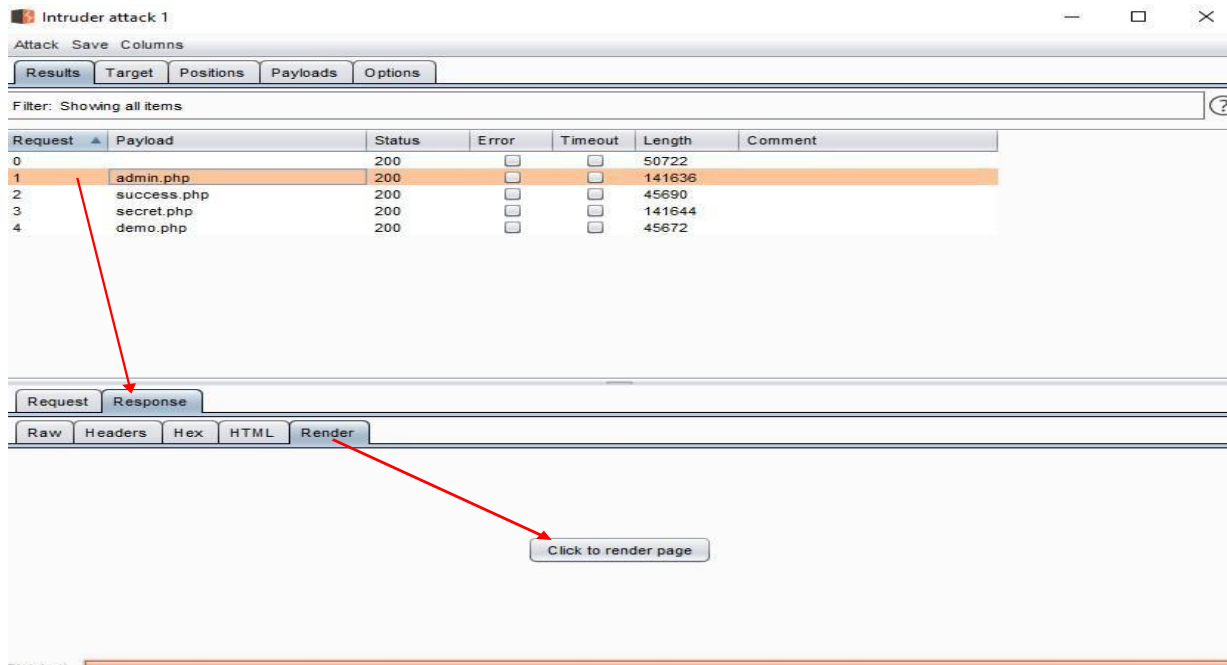 Intruder attack 1
Attack Save Columns
Results Target Positions Payloads Options
Filter: Showing all items ?
Request Payload Status Error Timeout Length Comment
0 200 50722
1 admin.php 200 141636
2 success.php 200 45690
3 secret.php 200 141644
4 demo.php 200 45672
Request Response
Raw Headers Hex HTML Render
Click to render page